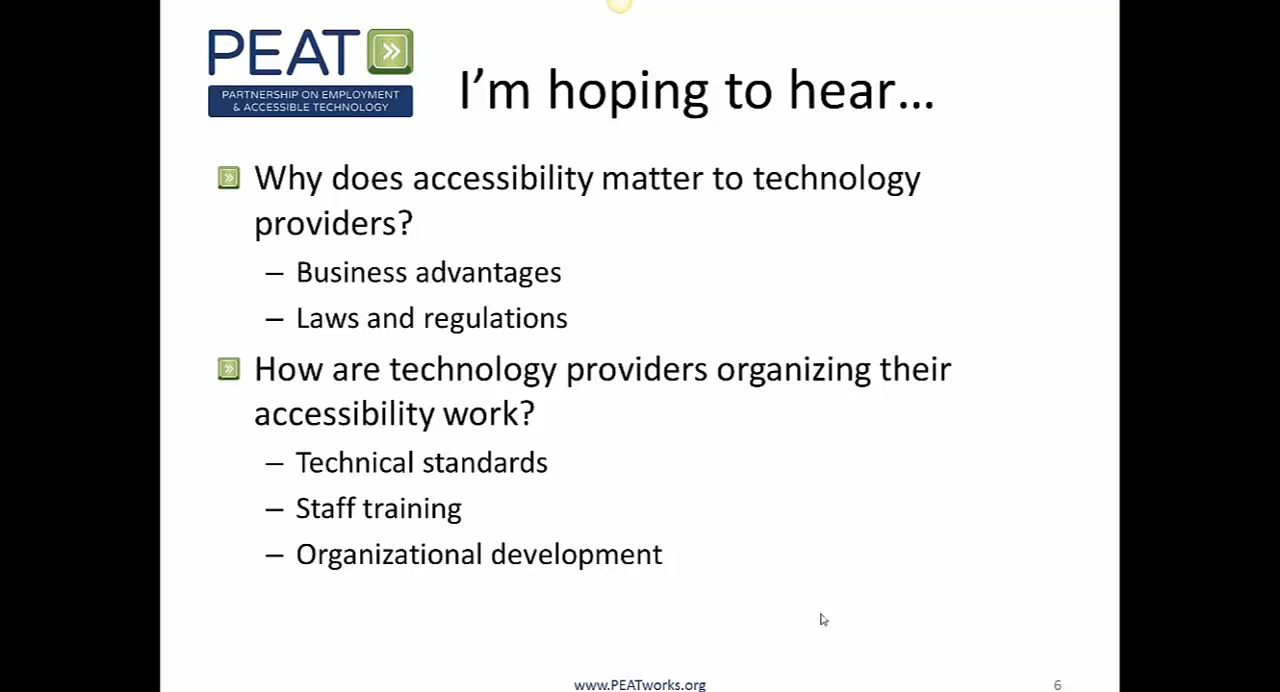 PEAT
PARTNERSHIP ON EMPLOYMENT
& ACCESSIBLE TECHNOLOGY
I'm hoping to hear...
Why does accessibility matter to technology
providers?
– Business advantages
– Laws and regulations
How are technology providers organizing their
accessibility work?
– Technical standards
– Staff training
– Organizational development
www.PEATworks.org
6